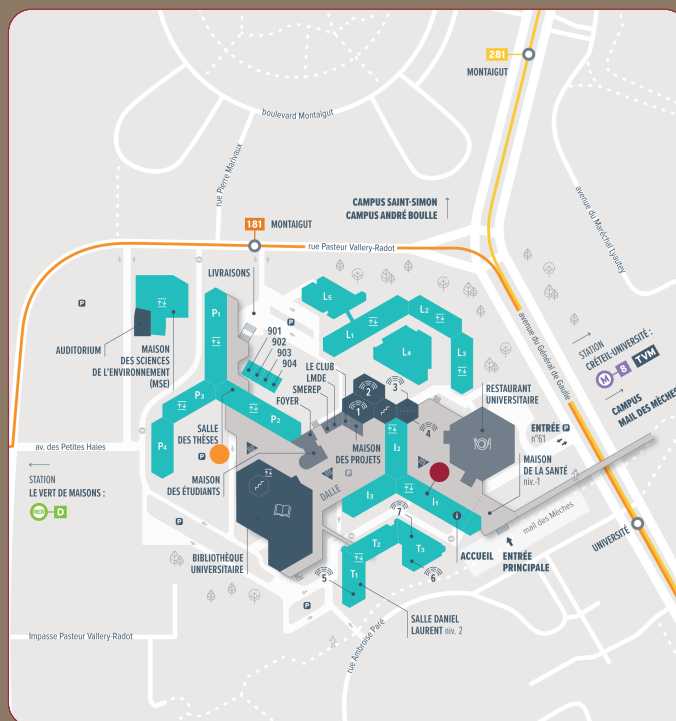 281
MONTAIGUT
boulevard Montaigut
rue Pierre Marivaux
avenue du Maréchal Lyautey
CAMPUS SAINT-SIMON
CAMPUS ANDRÉ BOULLE
181 MONTAIGUT
rue Pasteur Vallery-Radot
LIVRAISONS
P
P1
L5
L1
L2
L3
L4
P
901
902
903
904
AUDITORIUM
MAISON
DES SCIENCES
DE L'ENVIRONNEMENT
(MSE)
LE CLUB
LMDE
SMEREP
FOYER
2
3
1
4
avenue du Général de Gaulle
STATION
CRÉTEIL-UNIVERSITÉ :
M 8 TVM
CAMPUS
MAIL DES MÈCHES
RESTAURANT
UNIVERSITAIRE
P3
P2
P4
SALLE
DES THÈSES
P
MAISON
DES PROJETS
I2
ENTRÉE P
n°61
MAISON
DE LA SANTÉ
niv.-1
av. des Petites Haies
STATION
LE VERT DE MAISONS :
RER D
MAISON
DES ÉTUDIANTS
DALLE
I3
I1
i
mail des Mèches
UNIVERSITÉ
P
BIBLIOTHÈQUE
UNIVERSITAIRE
7
T2
T3
T1
5
6
ACCUEIL
ENTRÉE
PRINCIPALE
P
SALLE DANIEL
LAURENT niv. 2
Impasse Pasteur Vallery-Radot
rue Ambroise Paré